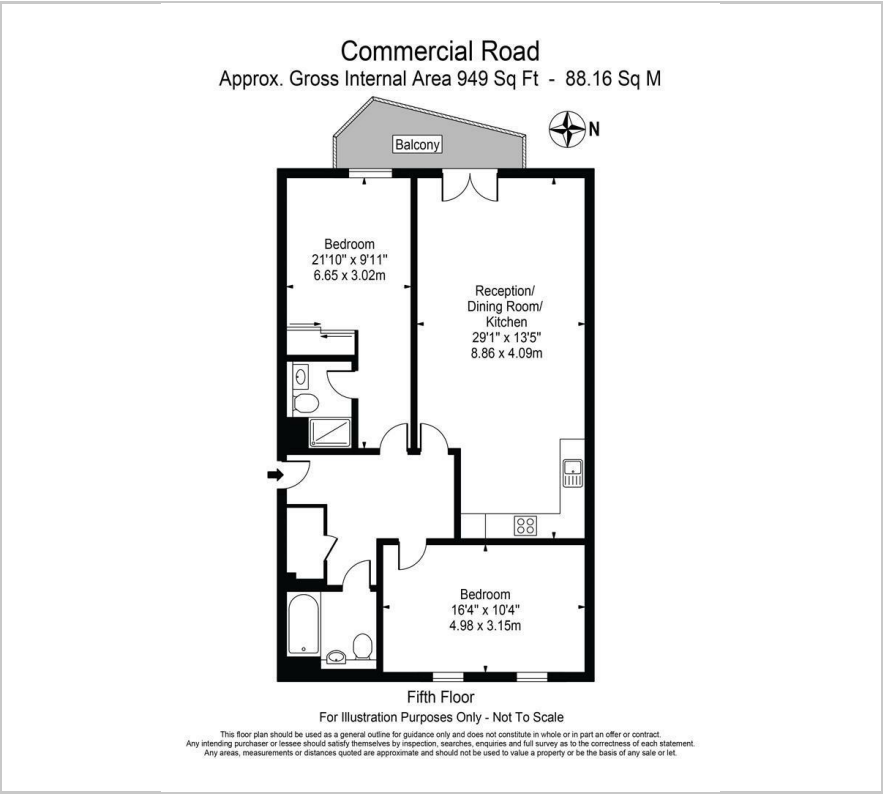 Commercial Road
Approx. Gross Internal Area 949 Sq Ft - 88.16 Sq M
Balcony
N
Bedroom
21'10" x 9'11"
6.65 x 3.02m
Reception/
Dining Room/
Kitchen
29'1" x 13'5"
8.86 x 4.09m
Bedroom
16'4" x 10'4"
4.98 x 3.15m
Fifth Floor
For Illustration Purposes Only - Not To Scale
This floor plan should be used as a general outline for guidance only and does not constitute in whole or in part an offer or contract.
Any intending purchaser or lessee should satisfy themselves by inspection, searches, enquiries and full survey as to the correctness of each statement.
Any areas, measurements or distances quoted are approximate and should not be used to value a property or be the basis of any sale or let.